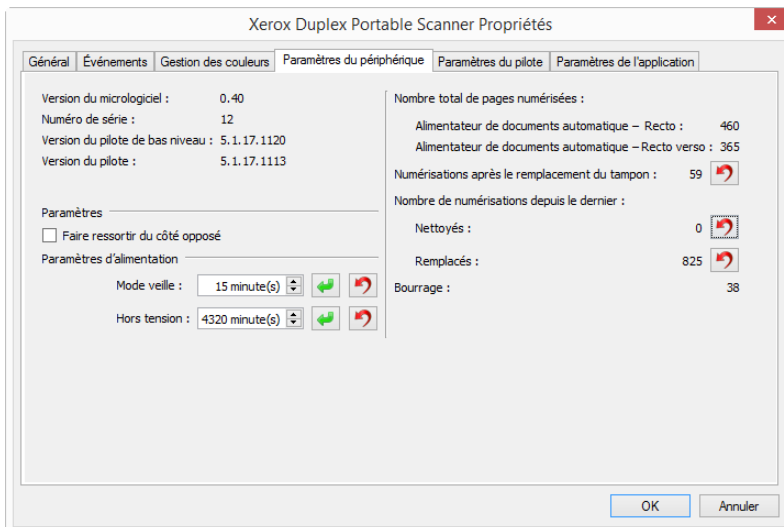 Xerox Duplex Portable Scanner Propriétés
Général Événements Gestion des couleurs Paramètres du périphérique Paramètres du pilote Paramètres de l'application
Version du micrologiciel : 0.40
Numéro de série : 12
Version du pilote de bas niveau : 5.1.17.1120
Version du pilote : 5.1.17.1113
Paramètres
Faire ressortir du côté opposé
Paramètres d'alimentation
Mode veille : 15 minute(s)
Hors tension : 4320 minute(s)
Nombre total de pages numérisées :
Alimentateur de documents automatique – Recto : 460
Alimentateur de documents automatique – Recto verso : 365
Numérisations après le remplacement du tampon : 59
Nombre de numérisations depuis le dernier :
Nettoyés : 0
Remplacés : 825
Bourrage : 38
OK Annuler